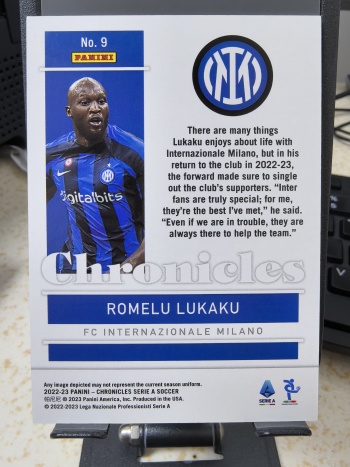 No. 9
PANINI
There are many things
Lukaku enjoys about life with
Internazionale Milano, but in his
return to the club in 2022-23,
the forward made sure to single
out the club's supporters. "Inter
fans are truly special; for me,
they're the best I've met," he said.
"Even if we are in trouble, they are
always there to help the team."
digitalbits
Chronicles
ROMELU LUKAKU
FC INTERNAZIONALE MILANO
Any image depicted may not represent the current season uniform.
2022-23 PANINI – CHRONICLES SERIE A SOCCER
帕尼尼 © 2023 Panini America, Inc. Produced in the USA.
© 2022-2023 Lega Nazionale Professionisti Serie A
SERIE A